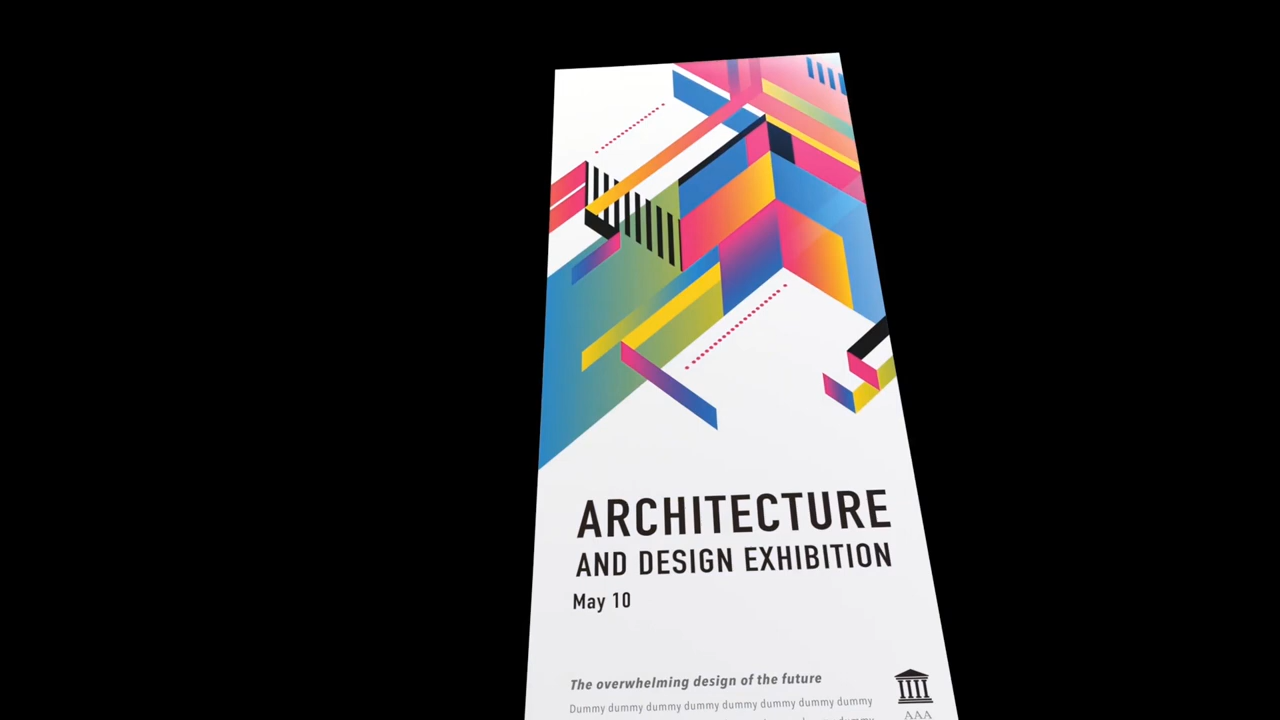 ARCHITECTURE
AND DESIGN EXHIBITION
May 10
The overwhelming design of the future
Dummy dummy dummy dummy dummy dummy dummy dummy
AAA